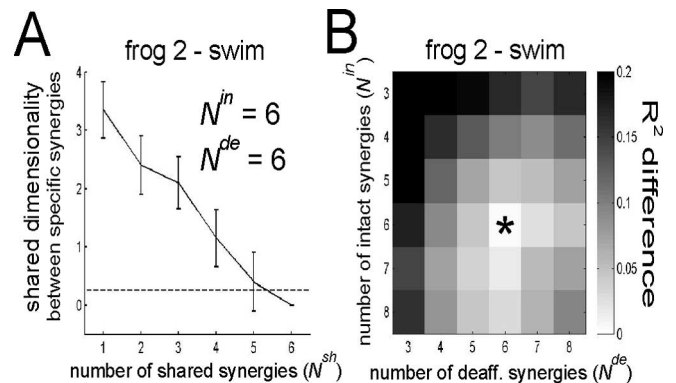 A
frog 2 - swim
shared dimensionality
between specific synergies
4
3
2
1
0
N^in = 6
N^de = 6
1 2 3 4 5 6
number of shared synergies (N^sh)
B
frog 2 - swim
number of intact synergies (N^in)
3
4
5
6
7
8
*
3 4 5 6 7 8
number of deaff. synergies (N^de)
0.2
0.15
0.1
0.05
0
R² difference